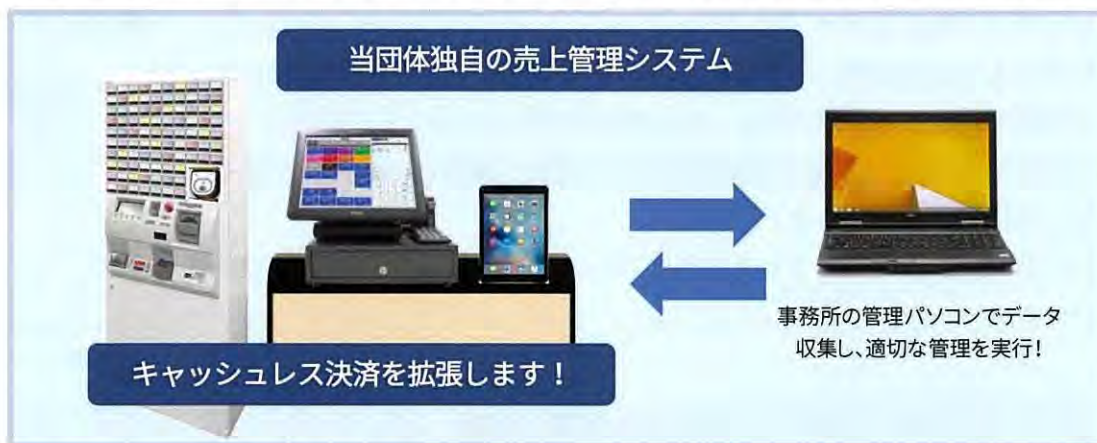 当団体独自の売上管理システム
キャッシュレス決済を拡張します！
事務所の管理パソコンでデータ
収集し、適切な管理を実行！